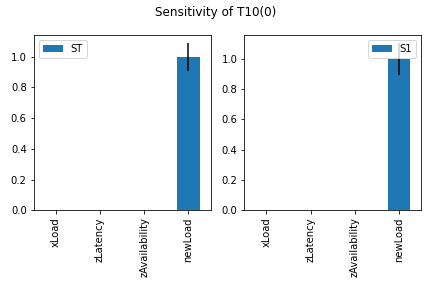 Sensitivity of T10(0)
ST
1.0
0.8
0.6
0.4
0.2
0.0
xLoad
zLatency
zAvailability
newLoad
S1
1.0
0.8
0.6
0.4
0.2
0.0
xLoad
zLatency
zAvailability
newLoad